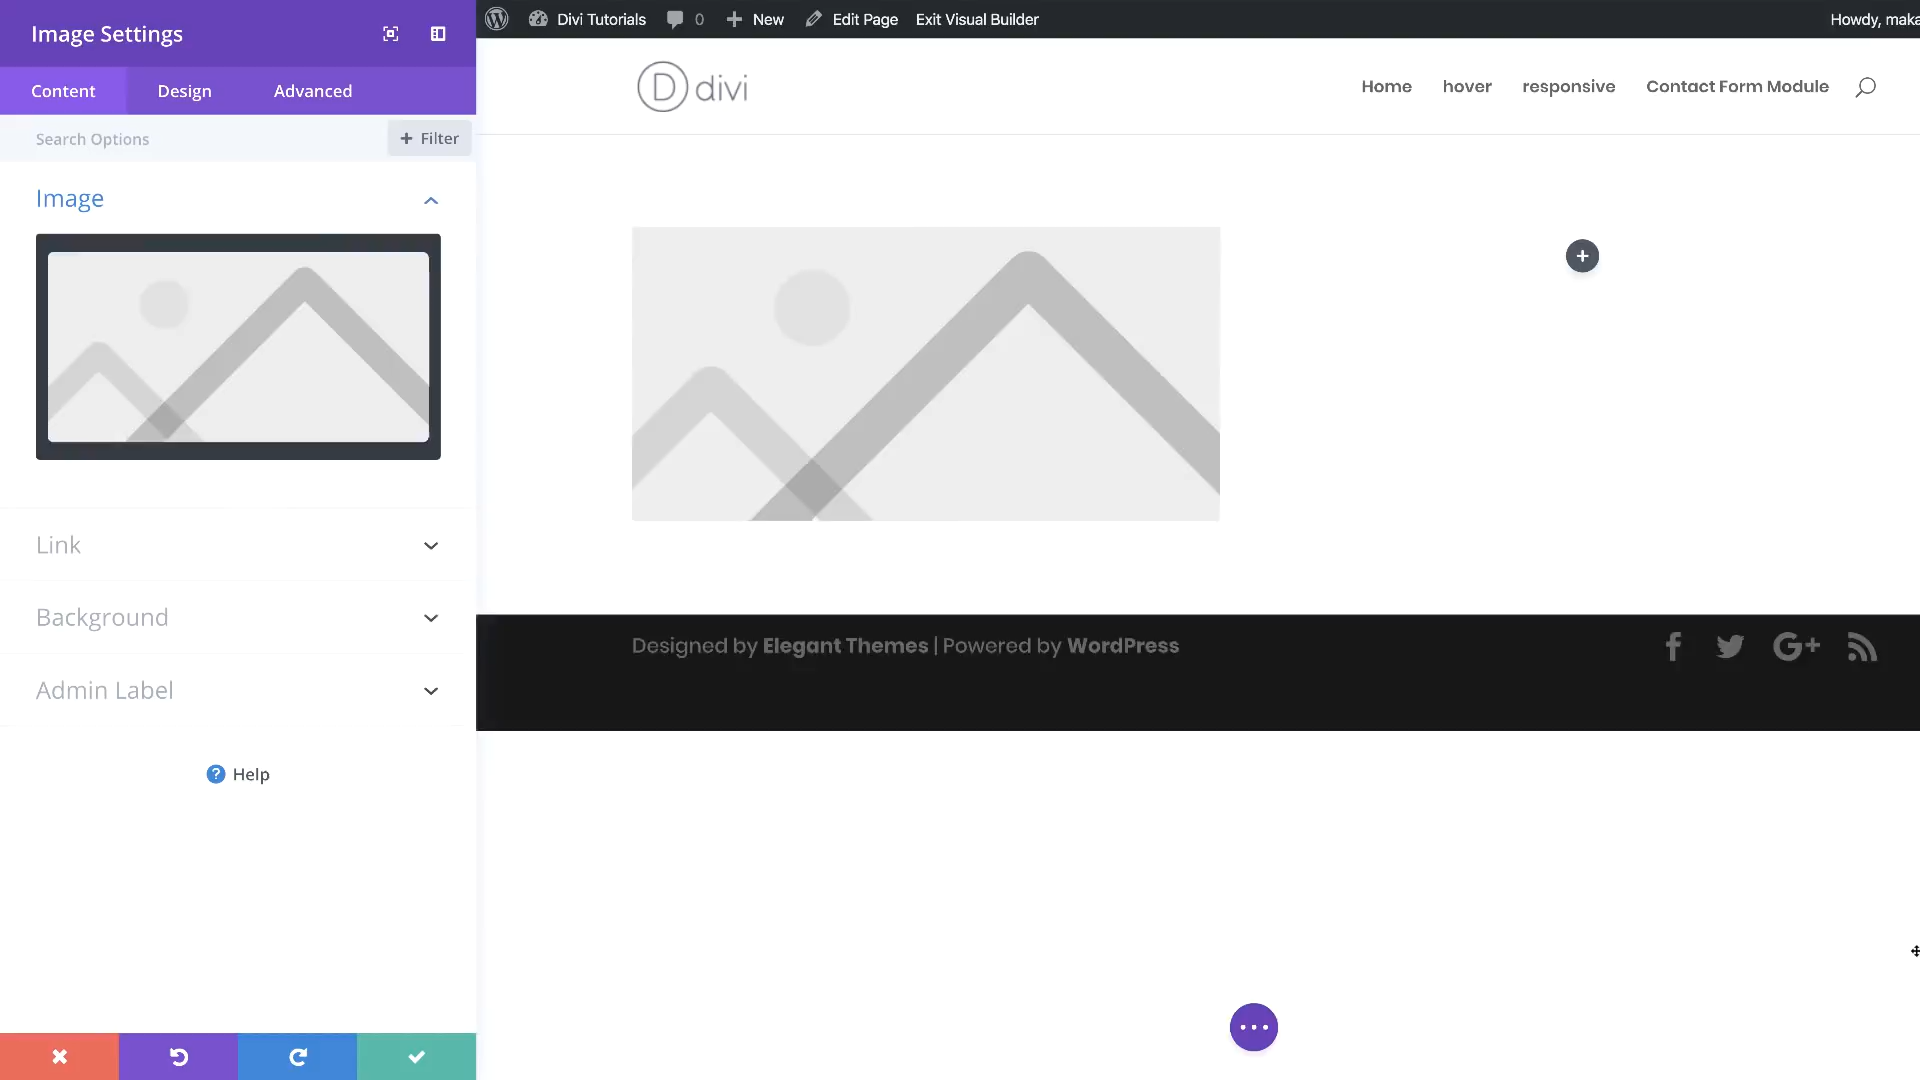 Image Settings
Content Design Advanced
Search Options
+ Filter
Image
Link
Background
Admin Label
? Help
Divi Tutorials 0 + New Edit Page Exit Visual Builder
Howdy, maka
D divi
Home hover responsive Contact Form Module
Designed by Elegant Themes | Powered by WordPress